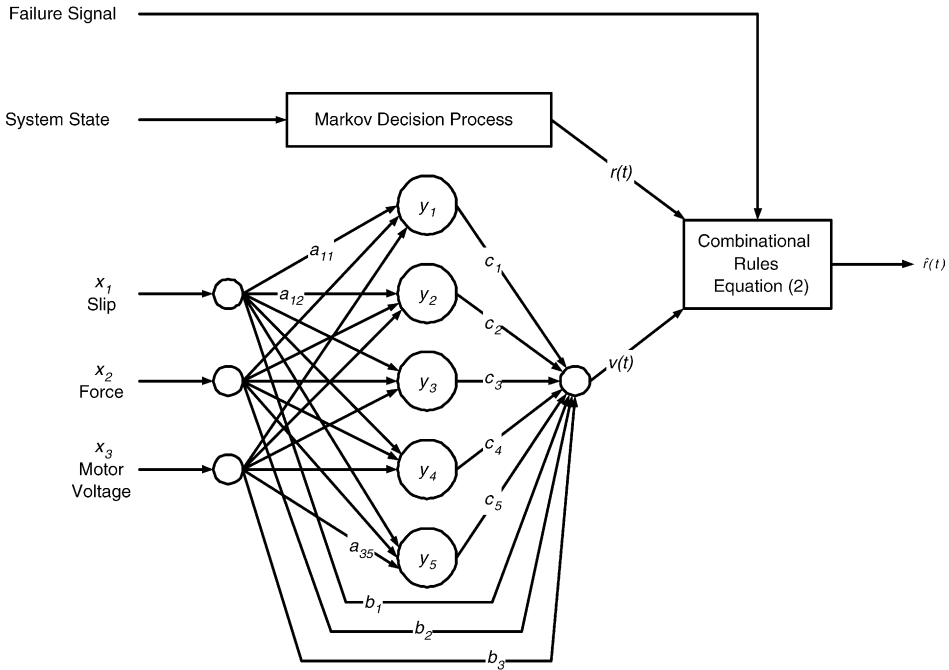 Failure Signal
System State
Markov Decision Process
r(t)
y1
a11
Combinational
Rules
Equation (2)
r̂(t)
c1
x1
Slip
a12
y2
c2
x2
Force
y3
c3
v(t)
x3
Motor
Voltage
y4
c4
c5
a35
y5
b1
b2
b3